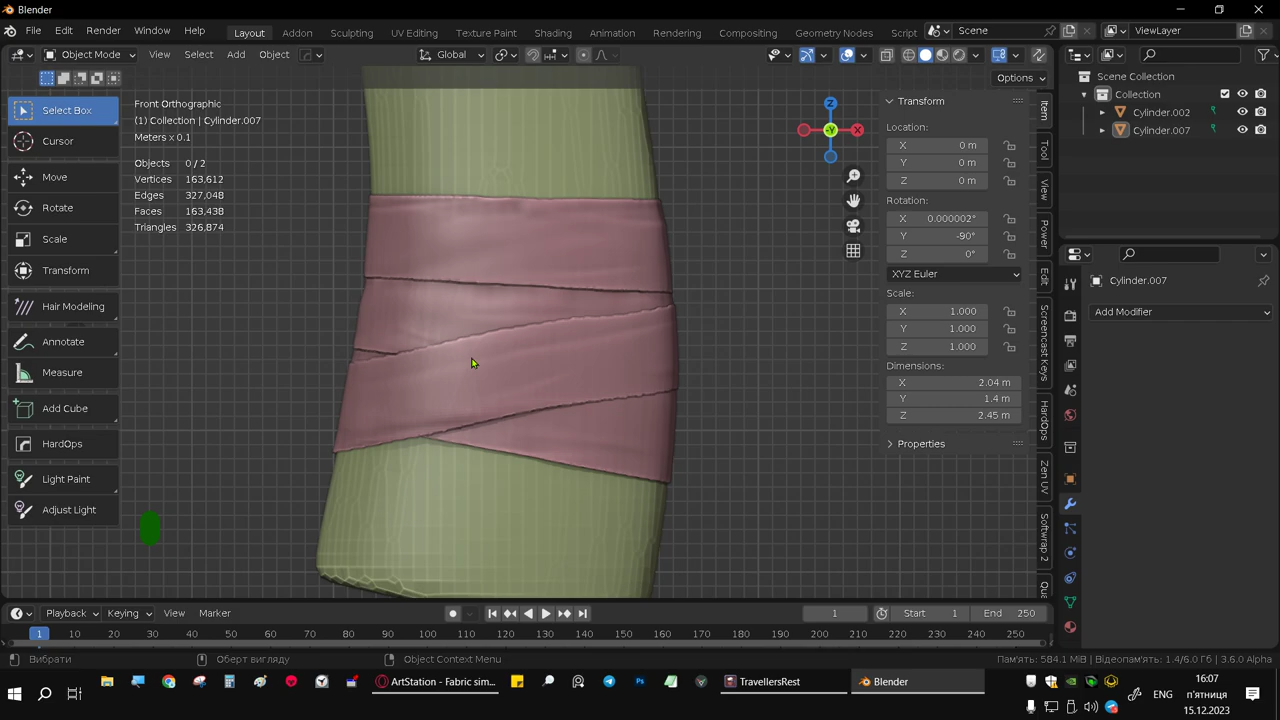 Blender
File Edit Render Window Help Layout Addon Sculpting UV Editing Texture Paint Shading Animation Rendering Compositing Geometry Nodes Script Scene ViewLayer
Object Mode View Select Add Object Global
Options
Select Box
Cursor
Move
Rotate
Scale
Transform
Hair Modeling
Annotate
Measure
Add Cube
HardOps
Light Paint
Adjust Light
Front Orthographic
(1) Collection | Cylinder.007
Meters x 0.1
Objects 0/2
Vertices 163,612
Edges 327,048
Faces 163,438
Triangles 326,874
Z
X
-Y
Transform
Location:
X 0 m
Y 0 m
Z 0 m
Rotation:
X 0.000002°
Y -90°
Z 0°
XYZ Euler
Scale:
X 1.000
Y 1.000
Z 1.000
Dimensions:
X 2.04 m
Y 1.4 m
Z 2.45 m
Properties
Item
Tool
View
Power
Edit
Screencast Keys
HardOps
Zen UV
Softwrap 2
Qua
Scene Collection
Collection
Cylinder.002
Cylinder.007
Cylinder.007
Add Modifier
Playback Keying View Marker 1 Start 1 End 250
1 10 20 30 40 50 60 70 80 90 100 110 120 130 140 150 160 170 180 190 200 210 220 230 240 250
Вибрати Оберт вигляду Object Context Menu Пам'ять: 584.1 MiB | Відеопам'ять: 1.4/6.0 Гб | 3.6.0 Alpha
ArtStation - Fabric sim... TravellersRest Blender
ENG
16:07
п'ятниця
15.12.2023